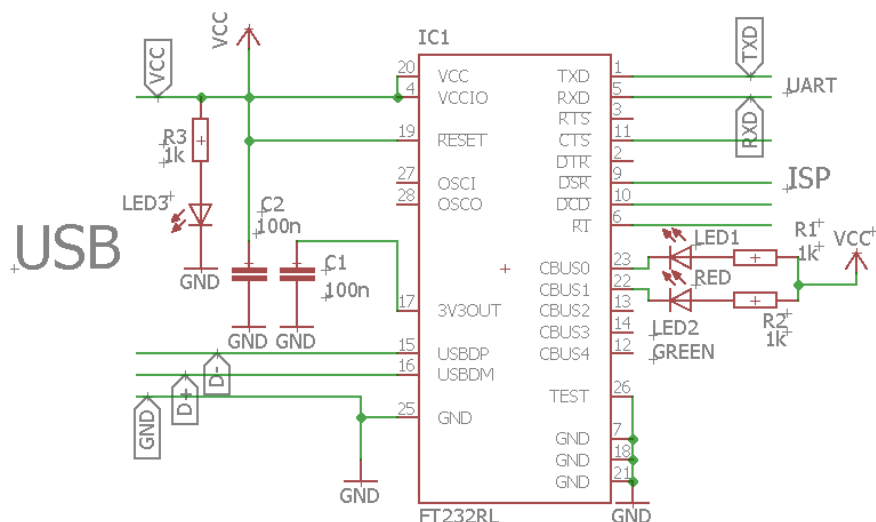 VCC
IC1
VCC
TXD
20
VCC
TXD
1
UART
4
VCCIO
RXD
5
RXD
RTS
3
R3
1k
19
RESET
CTS
11
DTR
2
27
OSCI
DSR
9
ISP
28
OSCO
DCD
10
LED3
C2
100n
RT
6
R1
1k
VCC
LED1
USB
C1
100n
CBUS0
23
RED
GND
CBUS1
22
17
3V3OUT
CBUS2
13
R2
1k
LED2
GREEN
GND
GND
CBUS3
14
15
USBDP
CBUS4
12
D-
16
USBDM
D+
TEST
26
GND
25
GND
GND
7
GND
18
GND
21
GND
FT232RL
GND